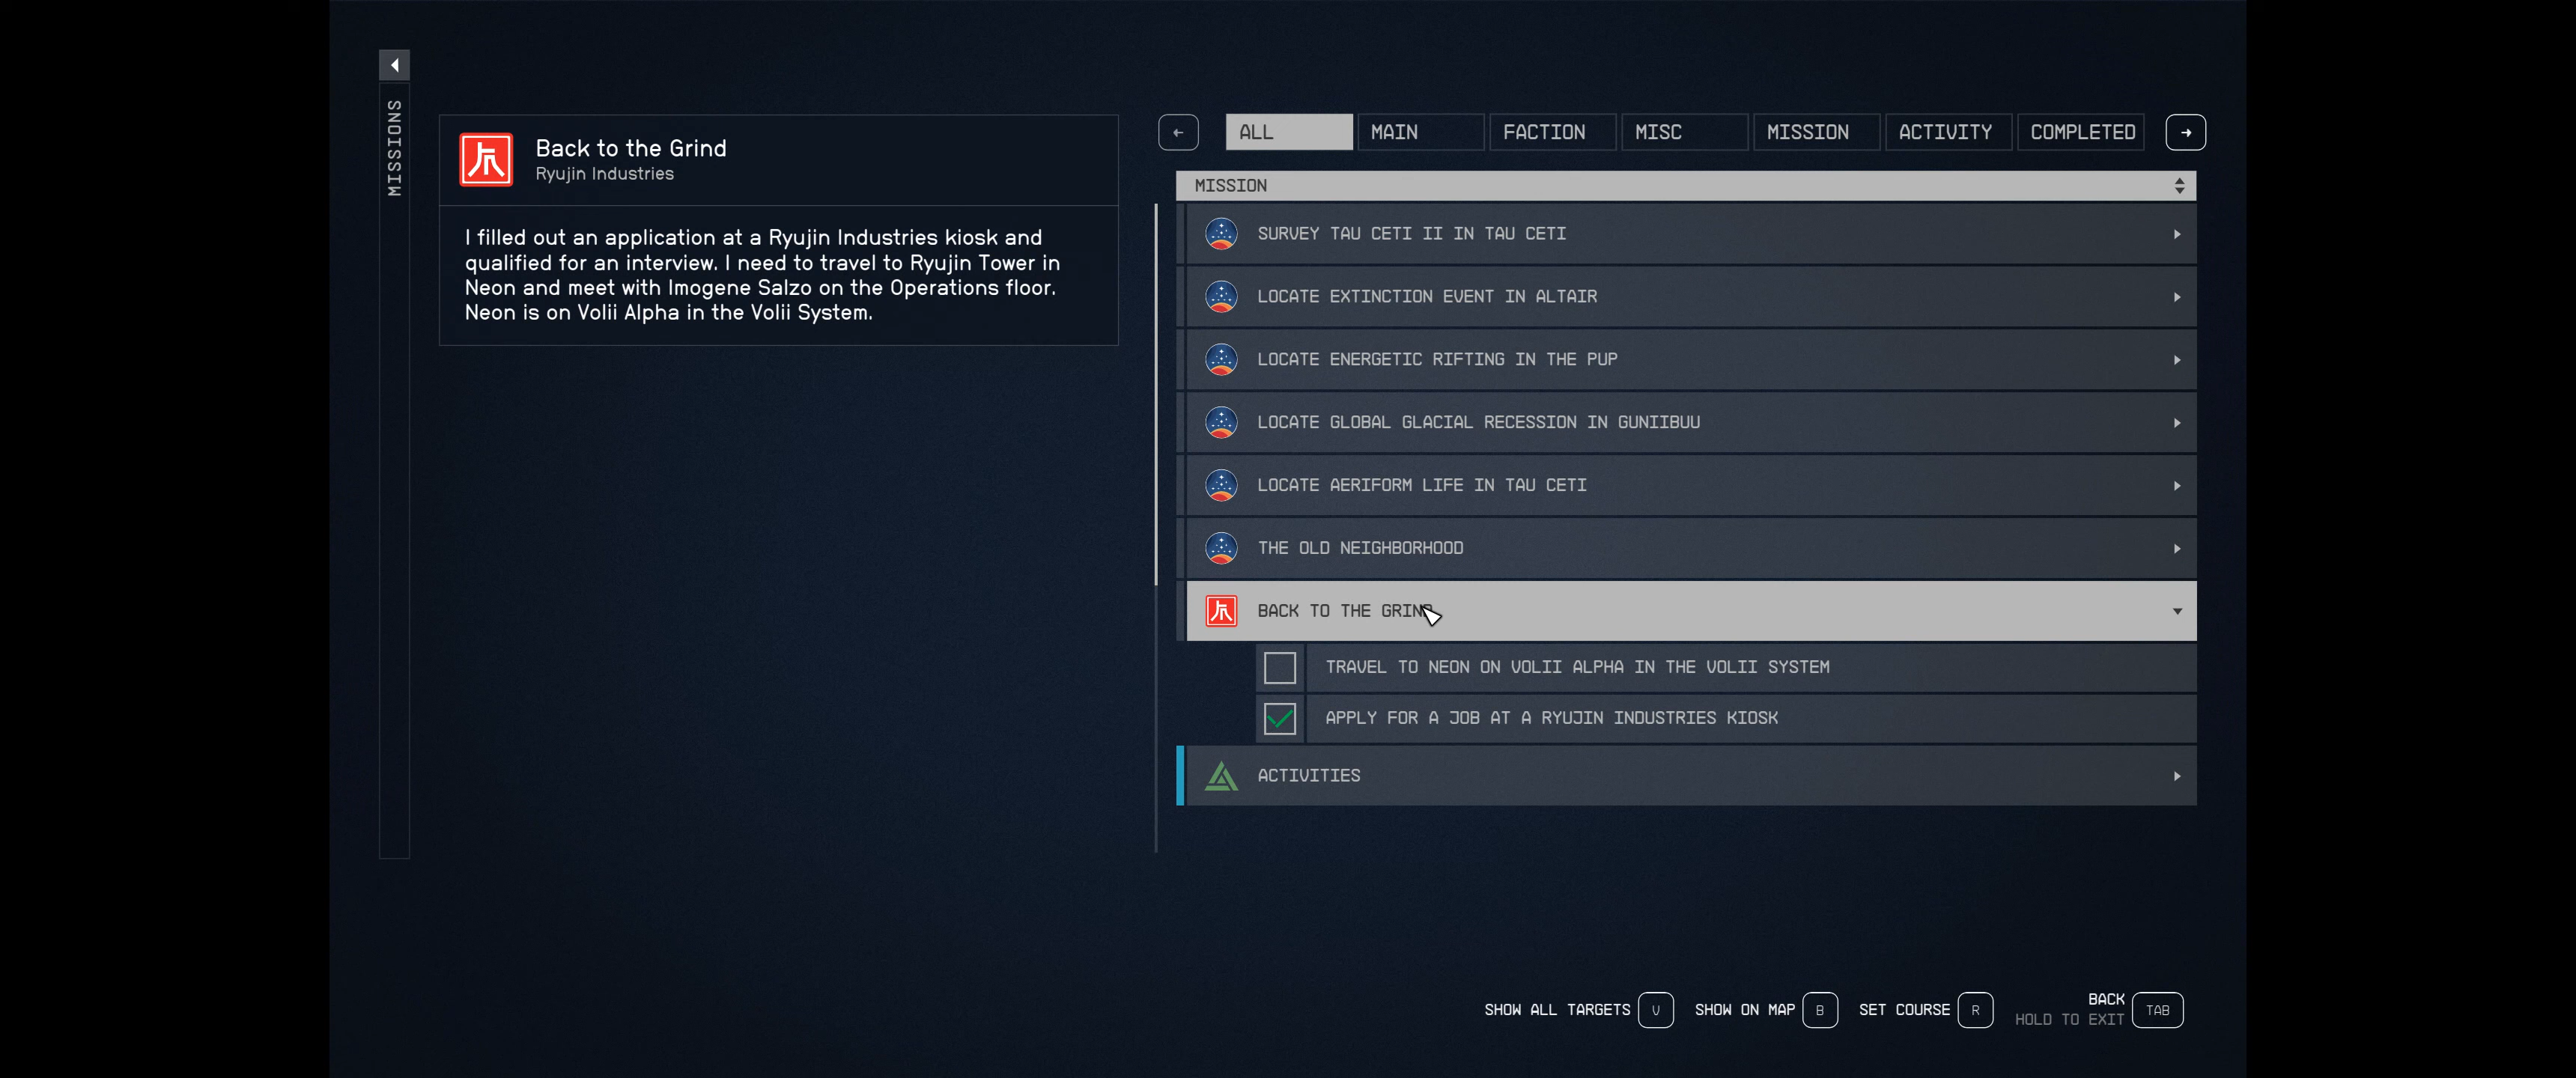 MISSIONS
Back to the Grind
Ryujin Industries
I filled out an application at a Ryujin Industries kiosk and
qualified for an interview. I need to travel to Ryujin Tower in
Neon and meet with Imogene Salzo on the Operations floor.
Neon is on Volii Alpha in the Volii System.
ALL MAIN FACTION MISC MISSION ACTIVITY COMPLETED
MISSION
SURVEY TAU CETI II IN TAU CETI
LOCATE EXTINCTION EVENT IN ALTAIR
LOCATE ENERGETIC RIFTING IN THE PUP
LOCATE GLOBAL GLACIAL RECESSION IN GUNIIBUU
LOCATE AERIFORM LIFE IN TAU CETI
THE OLD NEIGHBORHOOD
BACK TO THE GRIND
TRAVEL TO NEON ON VOLII ALPHA IN THE VOLII SYSTEM
APPLY FOR A JOB AT A RYUJIN INDUSTRIES KIOSK
ACTIVITIES
SHOW ALL TARGETS V SHOW ON MAP B SET COURSE R BACK TAB
HOLD TO EXIT